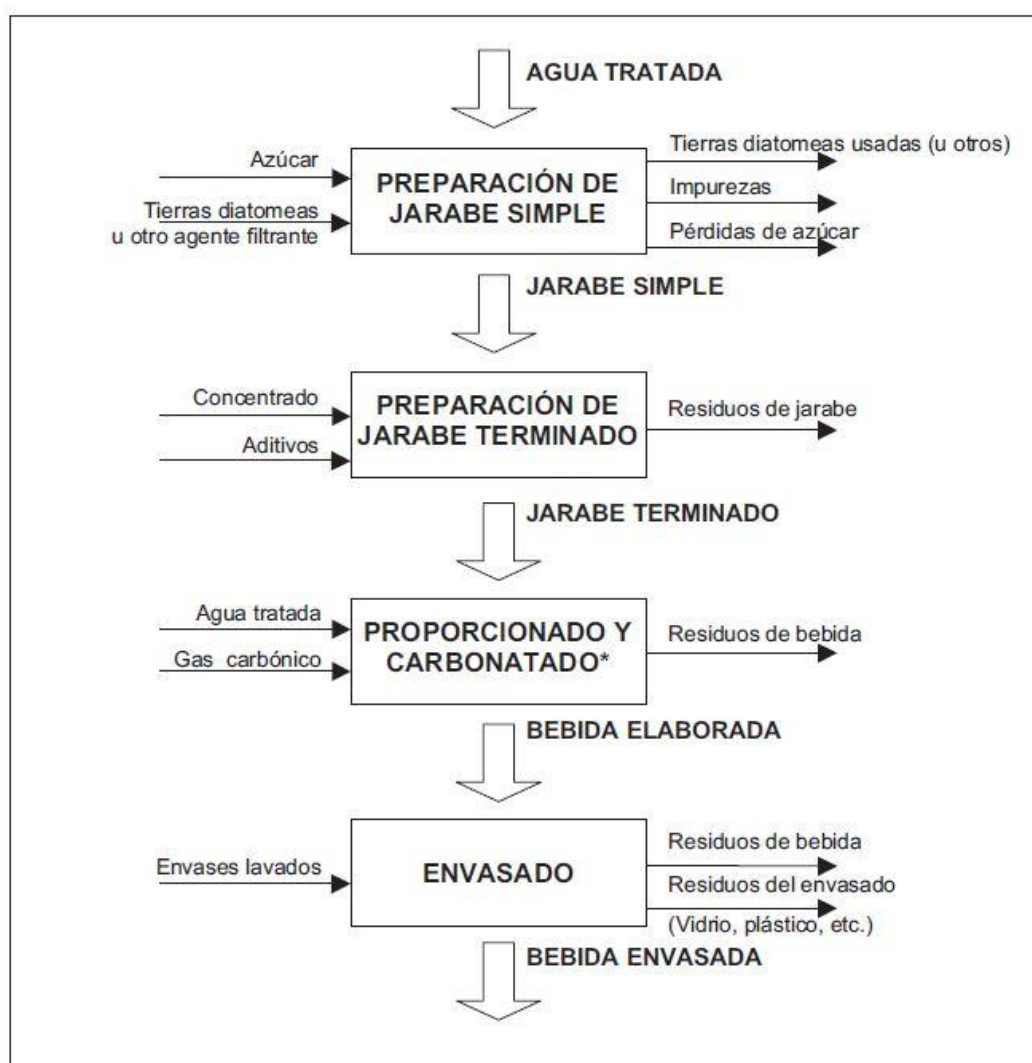 AGUA TRATADA
Azúcar
Tierras diatomeas
u otro agente filtrante
PREPARACIÓN DE
JARABE SIMPLE
Tierras diatomeas usadas (u otros)
Impurezas
Pérdidas de azúcar
JARABE SIMPLE
Concentrado
Aditivos
PREPARACIÓN DE
JARABE TERMINADO
Residuos de jarabe
JARABE TERMINADO
Agua tratada
Gas carbónico
PROPORCIONADO Y
CARBONATADO*
Residuos de bebida
BEBIDA ELABORADA
Envases lavados
ENVASADO
Residuos de bebida
Residuos del envasado
(Vidrio, plástico, etc.)
BEBIDA ENVASADA